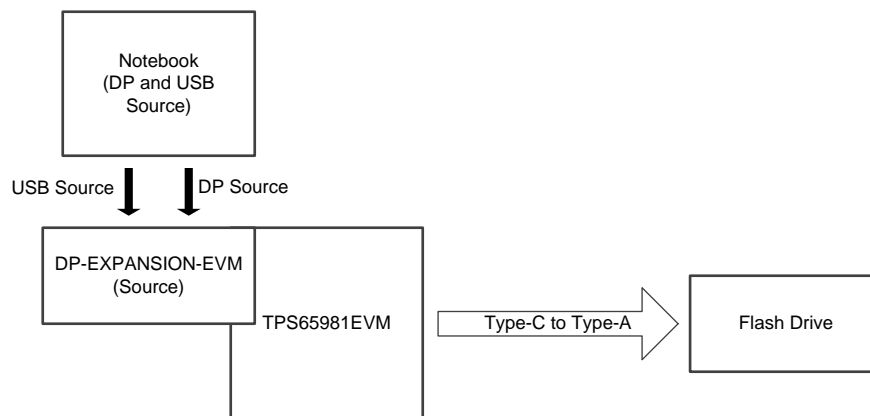 Notebook
(DP and USB
Source)
USB Source
DP Source
DP-EXPANSION-EVM
(Source)
TPS65981EVM
Type-C to Type-A
Flash Drive